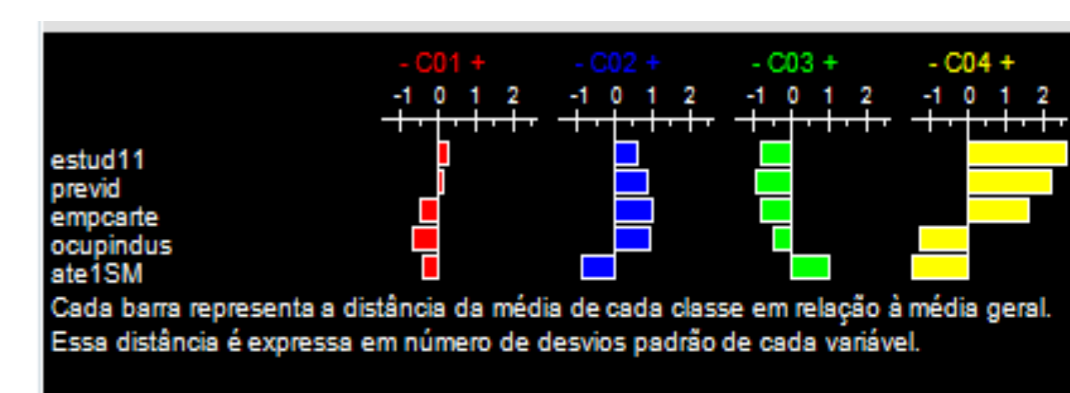 - C01 + - C02 + - C03 + - C04 +
-1 0 1 2 -1 0 1 2 -1 0 1 2 -1 0 1 2
estud11
previd
empcarte
ocupindus
ate1SM
Cada barra representa a distância da média de cada classe em relação à média geral.
Essa distância é expressa em número de desvios padrão de cada variável.